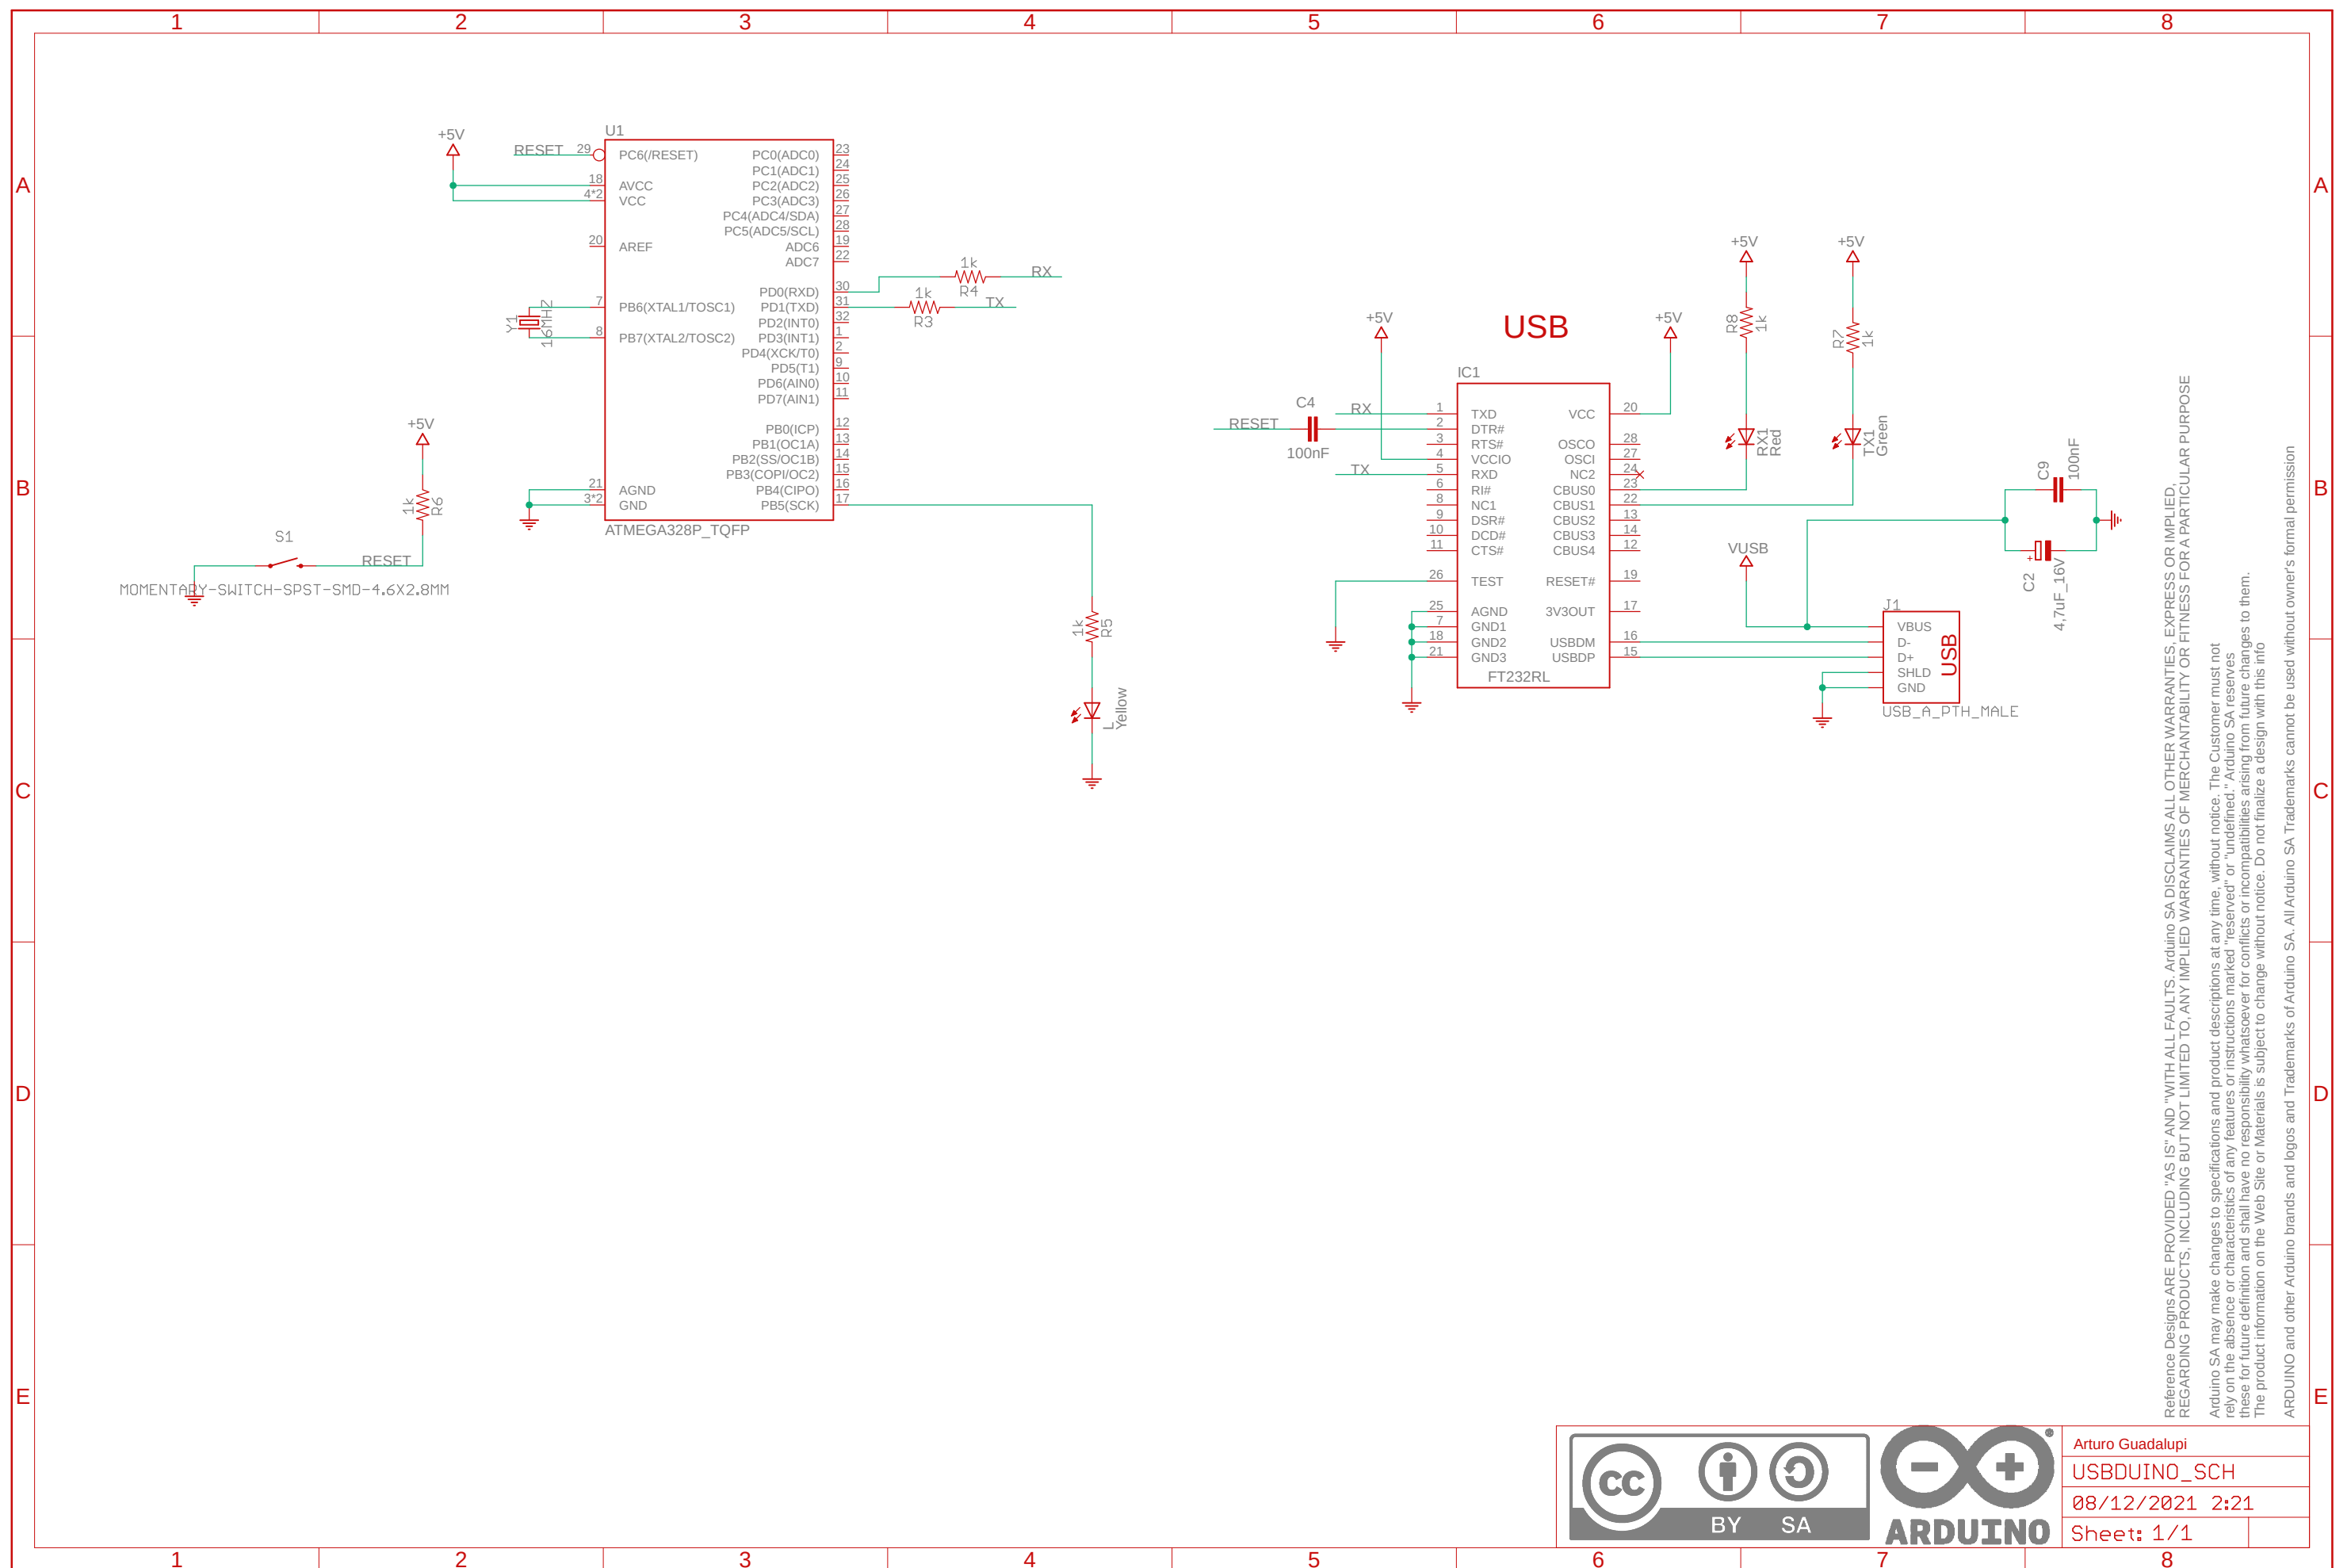 1 2 3 4 5 6 7 8
A
A
B
B
C
C
D
D
E
E
U1
+5V
RESET 29 PC6(/RESET)
18 AVCC
4*2 VCC
20 AREF
7 PB6(XTAL1/TOSC1)
8 PB7(XTAL2/TOSC2)
Y1
16MHZ
21 AGND
3*2 GND
PC0(ADC0) 23
PC1(ADC1) 24
PC2(ADC2) 25
PC3(ADC3) 26
PC4(ADC4/SDA) 27
PC5(ADC5/SCL) 28
ADC6 19
ADC7 22
PD0(RXD) 30
PD1(TXD) 31
PD2(INT0) 32
PD3(INT1) 1
PD4(XCK/T0) 2
PD5(T1) 9
PD6(AIN0) 10
PD7(AIN1) 11
PB0(ICP) 12
PB1(OC1A) 13
PB2(SS/OC1B) 14
PB3(COPI/OC2) 15
PB4(CIPO) 16
PB5(SCK) 17
ATMEGA328P_TQFP
1k
R4
RX
1k
R3
TX
+5V
1k
R6
S1
RESET
MOMENTARY-SWITCH-SPST-SMD-4.6X2.8MM
1k
R5
L
Yellow
USB
+5V
+5V
IC1
RESET
C4
100nF
RX
TX
1 TXD
2 DTR#
3 RTS#
4 VCCIO
5 RXD
6 RI#
8 NC1
9 DSR#
10 DCD#
11 CTS#
26 TEST
25 AGND
7 GND1
18 GND2
21 GND3
VCC 20
OSCO 28
OSCI 27
NC2 24
CBUS0 23
CBUS1 22
CBUS2 13
CBUS3 14
CBUS4 12
RESET# 19
3V3OUT 17
USBDM 16
USBDP 15
FT232RL
+5V
R8
1k
RX1
Red
+5V
R7
1k
TX1
Green
VUSB
C9
100nF
+
C2
4,7uF_16V
J1
VBUS
D-
D+
SHLD
GND
USB
USB_A_PTH_MALE
Reference Designs ARE PROVIDED "AS IS" AND "WITH ALL FAULTS. Arduino SA DISCLAIMS ALL OTHER WARRANTIES, EXPRESS OR IMPLIED,
REGARDING PRODUCTS, INCLUDING BUT NOT LIMITED TO, ANY IMPLIED WARRANTIES OF MERCHANTABILITY OR FITNESS FOR A PARTICULAR PURPOSE
Arduino SA may make changes to specifications and product descriptions at any time, without notice. The Customer must not
rely on the absence or characteristics of any features or instructions marked "reserved" or "undefined." Arduino SA reserves
these for future definition and shall have no responsibility whatsoever for conflicts or incompatibilities arising from future changes to them.
The product information on the Web Site or Materials is subject to change without notice. Do not finalize a design with this info
ARDUINO and other Arduino brands and logos and Trademarks of Arduino SA. All Arduino SA Trademarks cannot be used without owner's formal permission
cc
BY SA
®
ARDUINO
Arturo Guadalupi
USBDUINO_SCH
08/12/2021 2:21
Sheet: 1/1
1 2 3 4 5 6 7 8